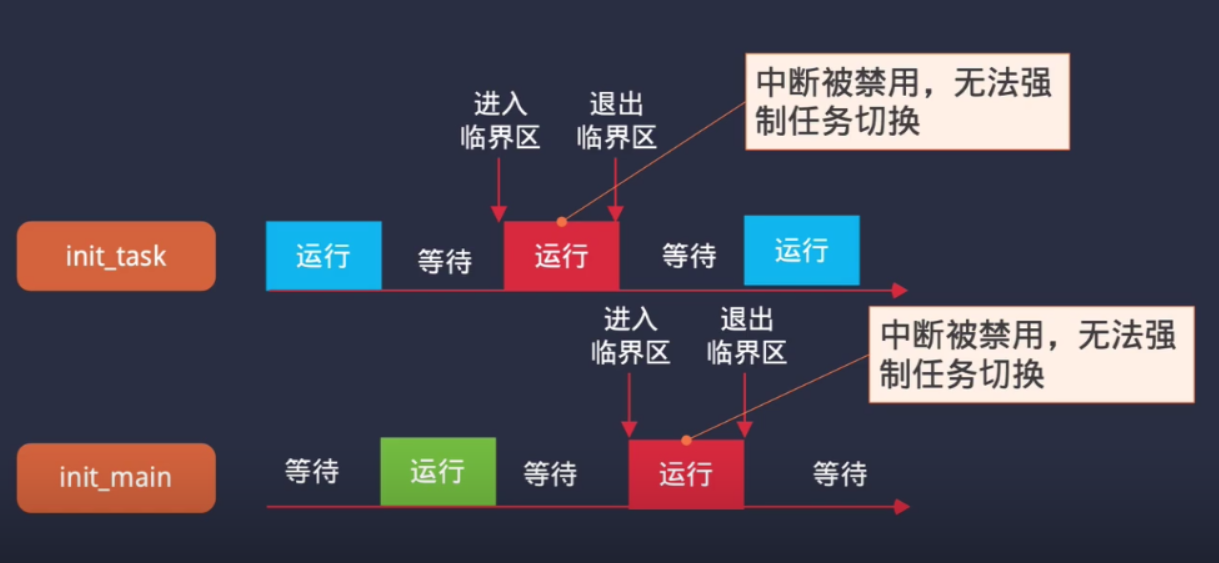 中断被禁用，无法强
制任务切换
进入
临界区
退出
临界区
init_task
运行
等待
运行
等待
运行
进入
临界区
退出
临界区
中断被禁用，无法强
制任务切换
init_main
等待
运行
等待
运行
等待